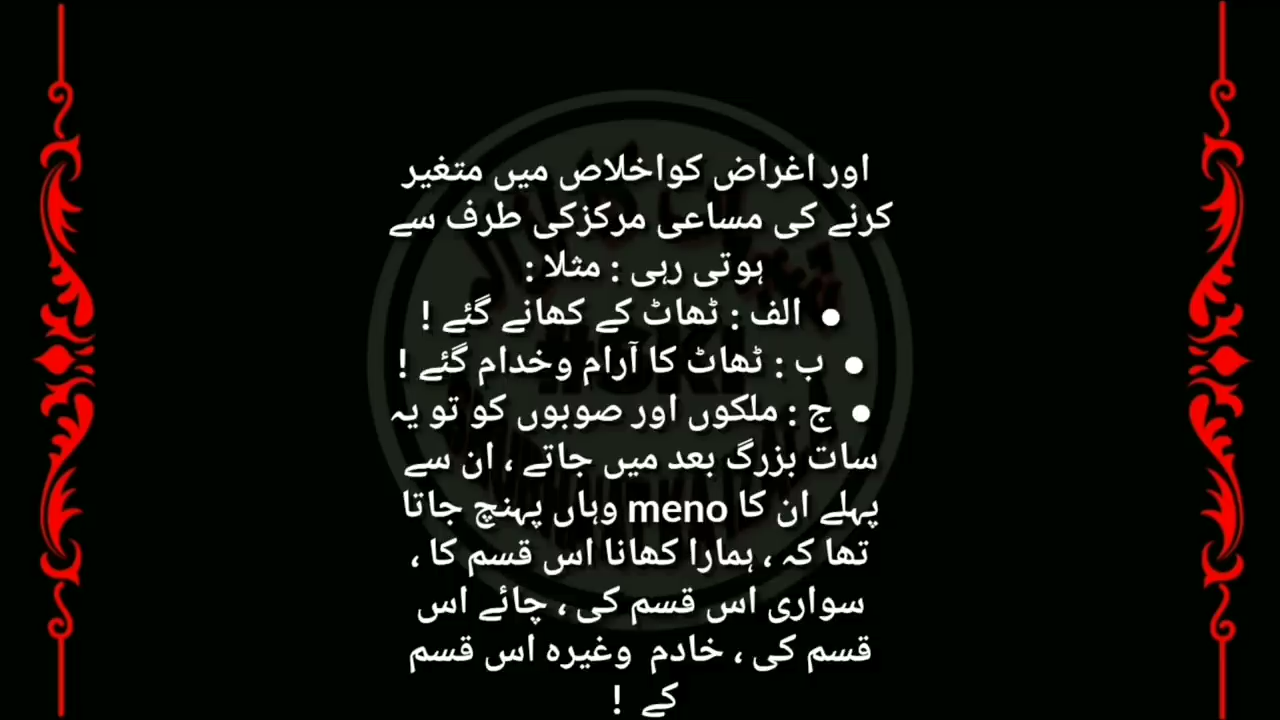 اور اغراض کواخلاص میں متغیر
کرنے کی مساعی مرکزکی طرف سے
ہوتی رہی : مثلا :
● الف : ٹھاٹ کے کھانے گئے !
● ب : ٹھاٹ کا آرام وخدام گئے !
● ج : ملکوں اور صوبوں کو تو یہ
سات بزرگ بعد میں جاتے ، ان سے
پہلے ان کا meno وہاں پہنچ جاتا
تھا کہ ، ہمارا کھانا اس قسم کا ،
سواری اس قسم کی ، چائے اس
قسم کی ، خادم وغیرہ اس قسم
کے !